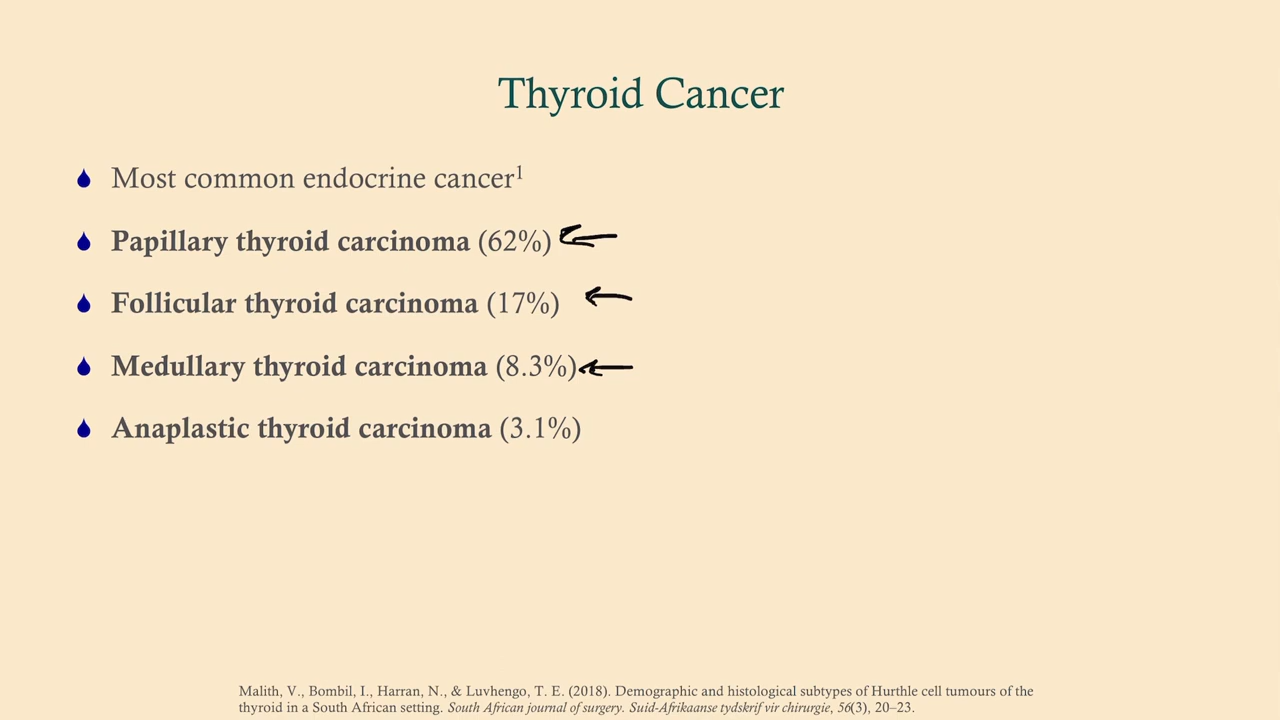 Thyroid Cancer
Most common endocrine cancer¹
Papillary thyroid carcinoma (62%)
Follicular thyroid carcinoma (17%)
Medullary thyroid carcinoma (8.3%)
Anaplastic thyroid carcinoma (3.1%)
Malith, V., Bombil, I., Harran, N., & Luvhengo, T. E. (2018). Demographic and histological subtypes of Hurthle cell tumours of the
thyroid in a South African setting. South African journal of surgery. Suid-Afrikaanse tydskrif vir chirurgie, 56(3), 20–23.